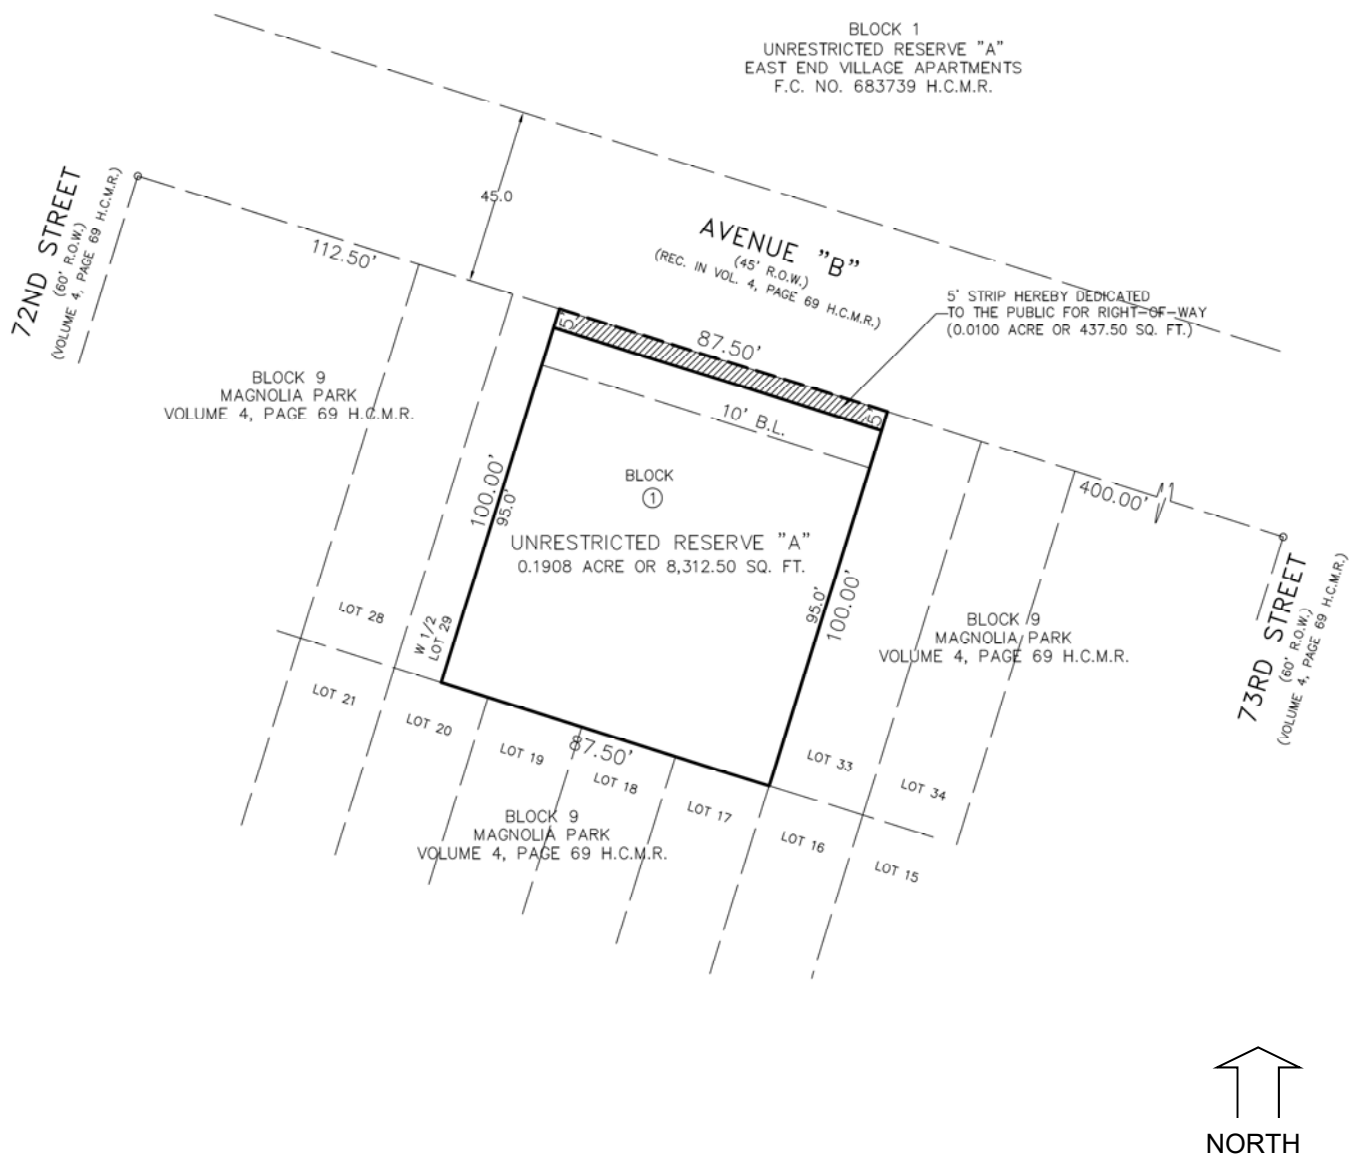 BLOCK 1
UNRESTRICTED RESERVE "A"
EAST END VILLAGE APARTMENTS
F.C. NO. 683739 H.C.M.R.
72ND STREET
(60' R.O.W.)
(VOLUME 4, PAGE 69 H.C.M.R.)
112.50'
45.0
AVENUE "B"
(45' R.O.W.)
(REC. IN VOL. 4, PAGE 69 H.C.M.R.)
5' STRIP HEREBY DEDICATED
TO THE PUBLIC FOR RIGHT-OF-WAY
(0.0100 ACRE OR 437.50 SQ. FT.)
5'
87.50'
5'
BLOCK 9
MAGNOLIA PARK
VOLUME 4, PAGE 69 H.C.M.R.
10' B.L.
100.00'
95.0'
BLOCK
1
UNRESTRICTED RESERVE "A"
0.1908 ACRE OR 8,312.50 SQ. FT.
95.0'
100.00'
400.00'
73RD STREET
(60' R.O.W.)
(VOLUME 4, PAGE 69 H.C.M.R.)
BLOCK 9
MAGNOLIA PARK
VOLUME 4, PAGE 69 H.C.M.R.
LOT 28
W 1/2
LOT 29
LOT 21
LOT 20
LOT 19
87.50'
LOT 18
LOT 17
LOT 33
LOT 34
LOT 16
LOT 15
BLOCK 9
MAGNOLIA PARK
VOLUME 4, PAGE 69 H.C.M.R.
NORTH